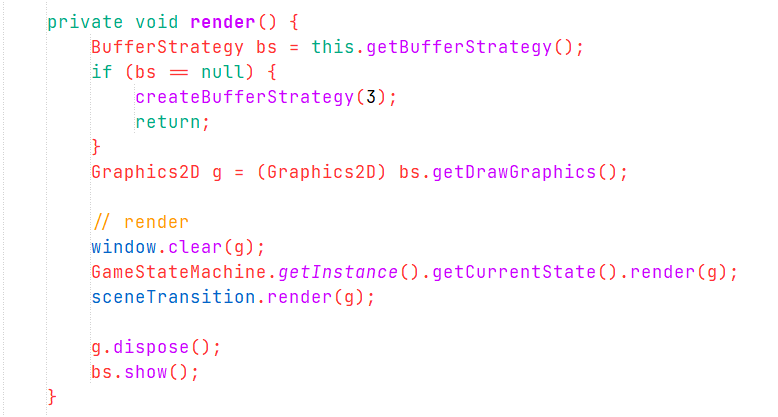 private void render() {
    BufferStrategy bs = this.getBufferStrategy();
    if (bs == null) {
        createBufferStrategy(3);
        return;
    }
    Graphics2D g = (Graphics2D) bs.getDrawGraphics();

    // render
    window.clear(g);
    GameStateMachine.getInstance().getCurrentState().render(g);
    sceneTransition.render(g);

    g.dispose();
    bs.show();
}